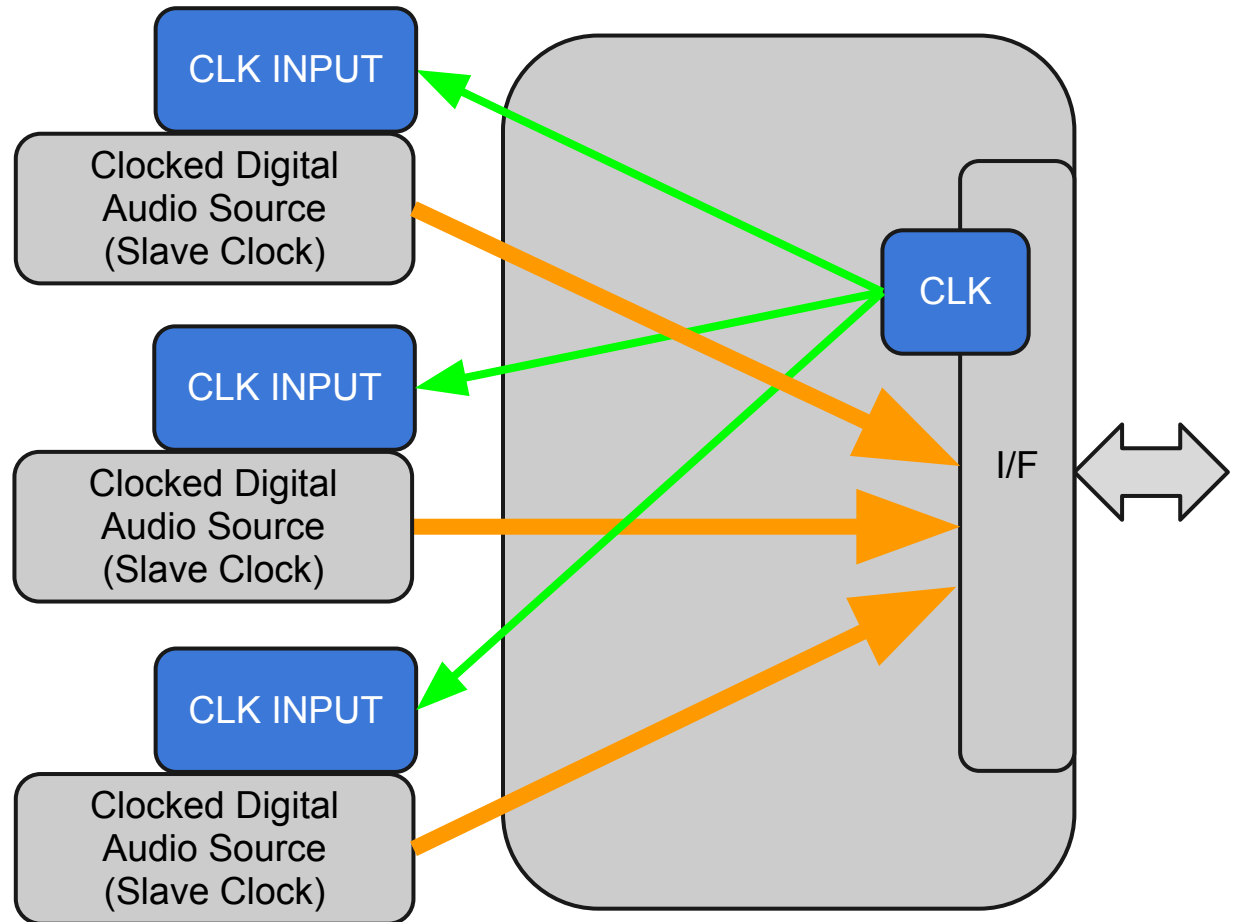 CLK INPUT
Clocked Digital
Audio Source
(Slave Clock)
CLK
CLK INPUT
Clocked Digital
Audio Source
(Slave Clock)
I/F
CLK INPUT
Clocked Digital
Audio Source
(Slave Clock)